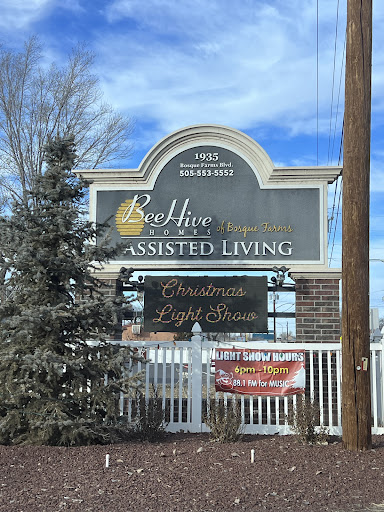 1935
Bosque Farms Blvd.
505-553-5552
BeeHive
HOMES of Bosque Farms
ASSISTED LIVING
Christmas
Light Show
LIGHT SHOW HOURS
6pm - 10pm
88.1 FM for MUSIC